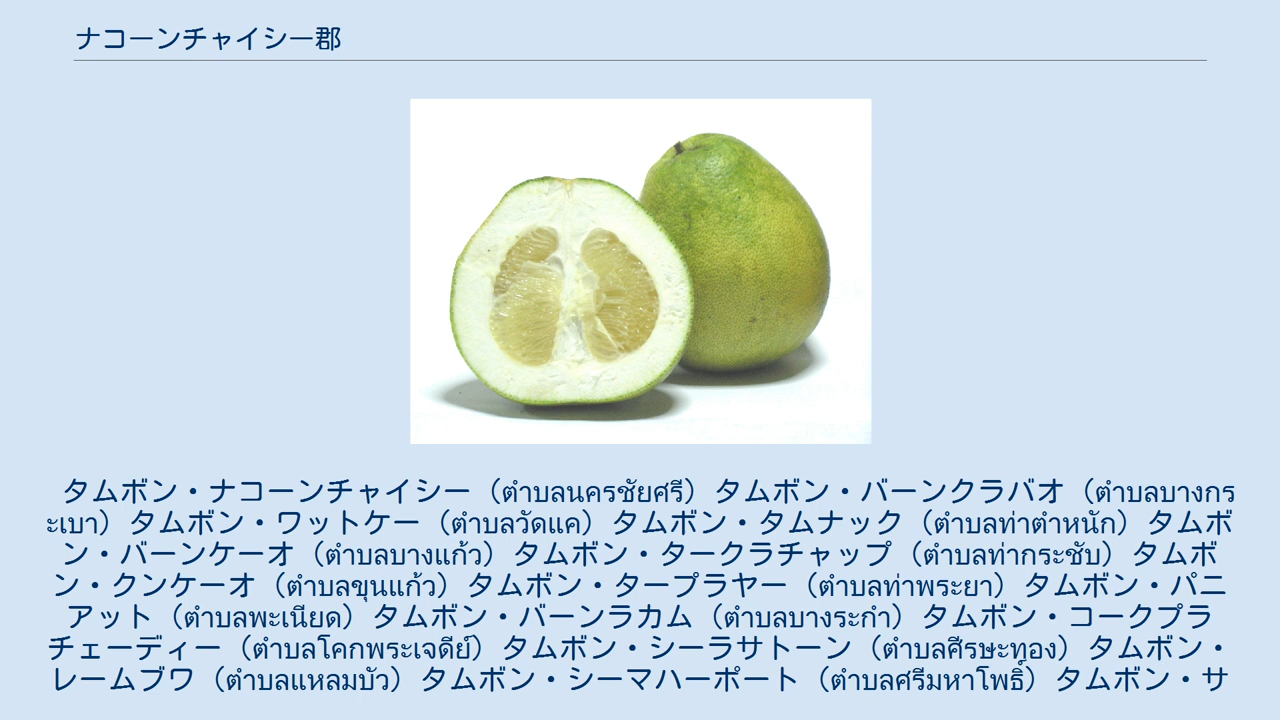 ナコーンチャイシー郡
タムボン・ナコーンチャイシー（ตำบลนครชัยศรี）タムボン・バーンクラバオ（ตำบลบางกร
ะเบา）タムボン・ワットケー（ตำบลวัดแค）タムボン・タムナック（ตำบลท่าตำหนัก）タムボ
ン・バーンケーオ（ตำบลบางแก้ว）タムボン・タークラチャップ（ตำบลท่ากระชับ）タムボ
ン・クンケーオ（ตำบลขุนแก้ว）タムボン・タープラヤー（ตำบลท่าพระยา）タムボン・パニ
アット（ตำบลพะเนียด）タムボン・バーンラカム（ตำบลบางระกำ）タムボン・コークプラ
チェーディー（ตำบลโคกพระเจดีย์）タムボン・シーラサトーン（ตำบลศีรษะทอง）タムボン・
レームブワ（ตำบลแหลมบัว）タムボン・シーマハーポート（ตำบลศรีมหาโพธิ์）タムボン・サ